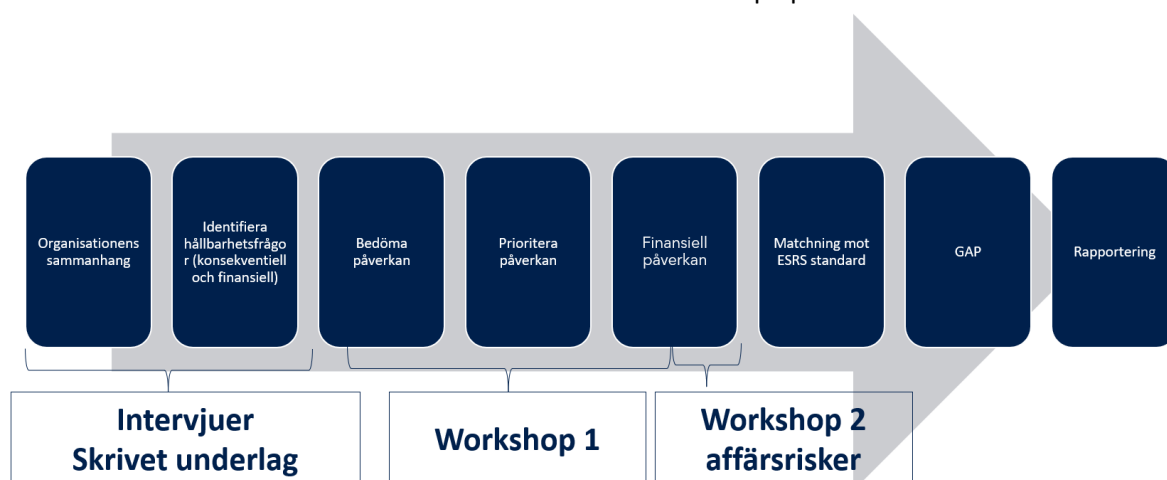 Organisationens
sammanhang
Identifiera
hållbarhetsfrågo
r (konsekventiell
och finansiell)
Bedöma
påverkan
Prioritera
påverkan
Finansiell
påverkan
Matchning mot
ESRS standard
GAP
Rapportering
Intervjuer
Skrivet underlag
Workshop 1
Workshop 2
affärsrisker